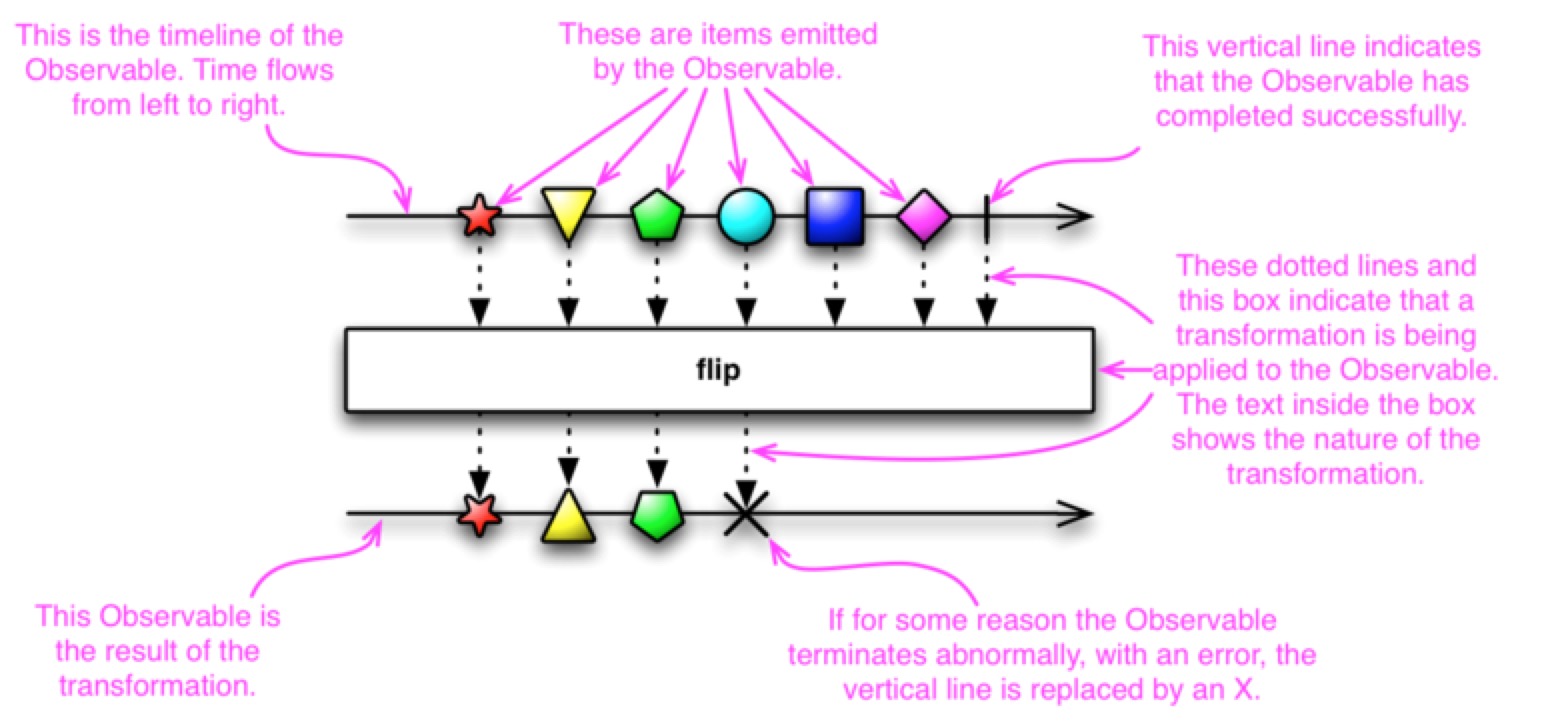 This is the timeline of the
Observable. Time flows
from left to right.
These are items emitted
by the Observable.
This vertical line indicates
that the Observable has
completed successfully.
These dotted lines and
this box indicate that a
transformation is being
applied to the Observable.
The text inside the box
shows the nature of the
transformation.
flip
This Observable is
the result of the
transformation.
If for some reason the Observable
terminates abnormally, with an error, the
vertical line is replaced by an X.